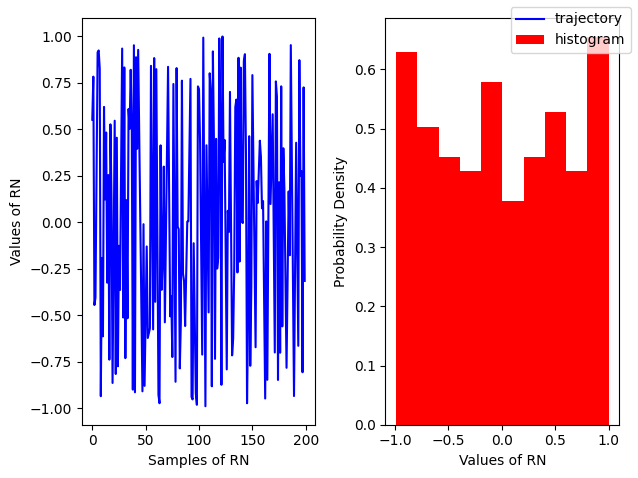 trajectory
histogram
1.00
0.75
0.50
0.25
0.00
−0.25
−0.50
−0.75
−1.00
Values of RN
0 50 100 150 200
Samples of RN
0.6
0.5
0.4
0.3
0.2
0.1
0.0
Probability Density
−1.0 −0.5 0.0 0.5 1.0
Values of RN